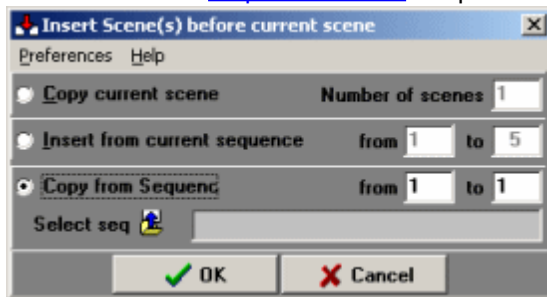 Insert Scene(s) before current scene
Preferences Help
Copy current scene Number of scenes 1
Insert from current sequence from 1 to 5
Copy from Sequenc from 1 to 1
Select seq
OK Cancel